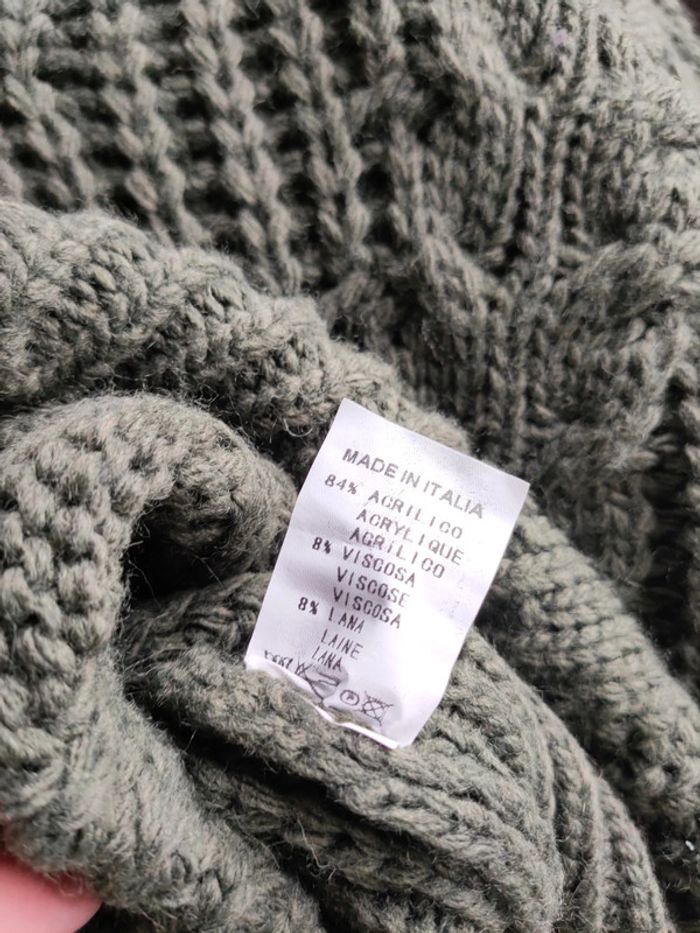 MADE IN ITALIA
84% ACRILICO
ACRYLIQUE
ACRILICO
8% VISCOSA
VISCOSE
VISCOSA
8% LANA
LAINE
LANA